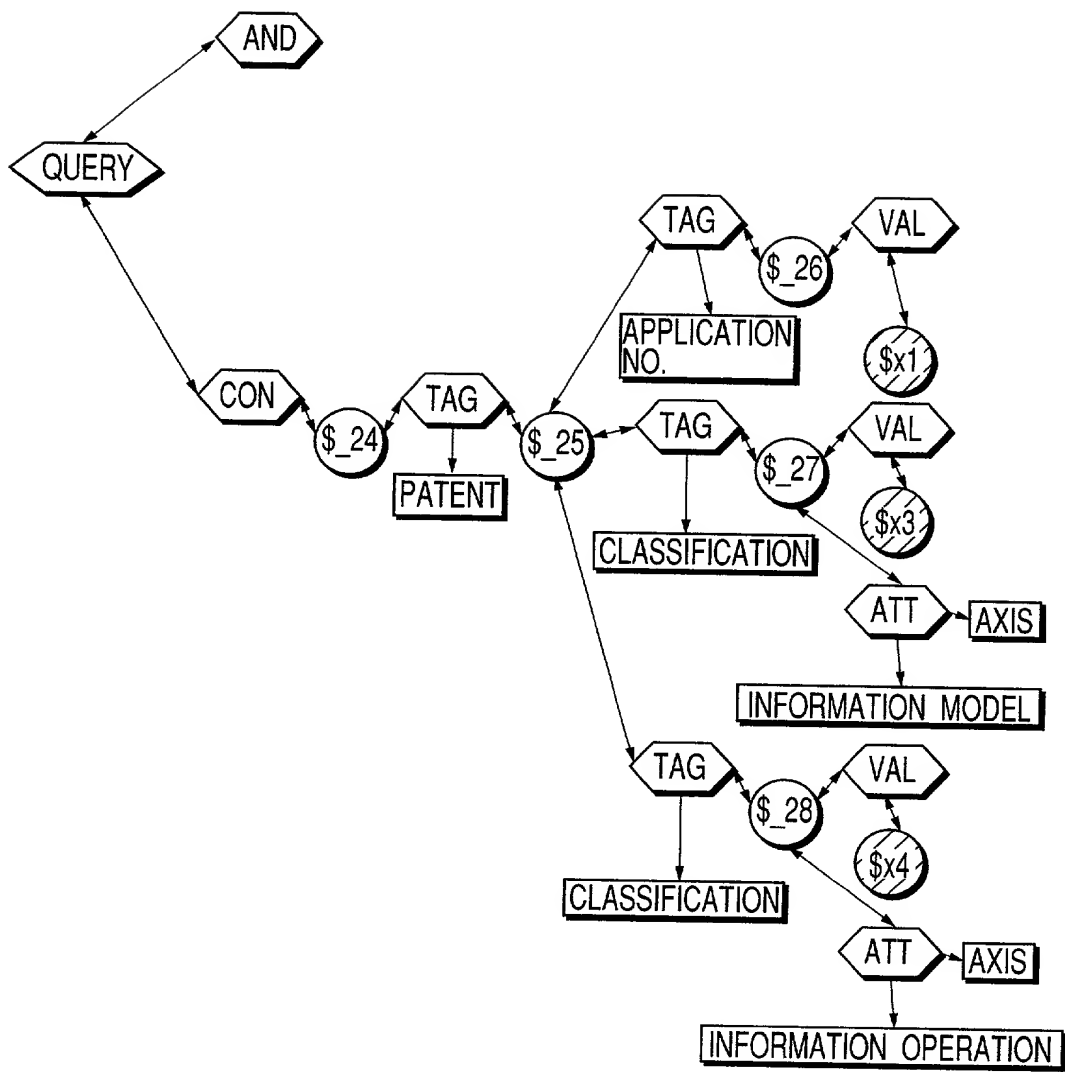 AND
QUERY
TAG
VAL
$_26
APPLICATION
NO.
$x1
CON
TAG
TAG
VAL
$_24
$_25
$_27
PATENT
$x3
CLASSIFICATION
ATT
AXIS
INFORMATION MODEL
TAG
VAL
$_28
$x4
CLASSIFICATION
ATT
AXIS
INFORMATION OPERATION